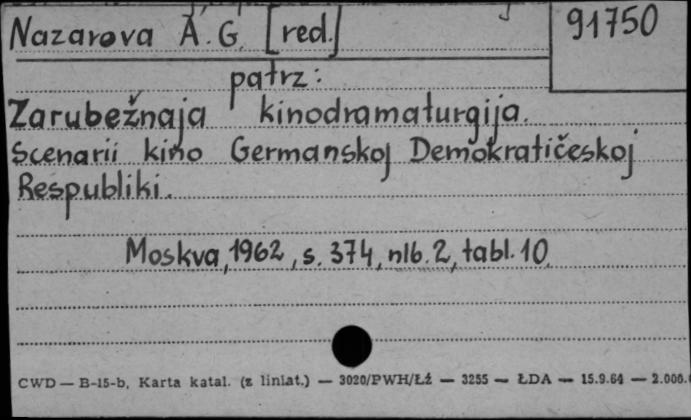 Nazarova A. G. [red.]
91750
patrz:
Zarubežnaja kinodramaturgija.
Scenarii kino Germanskoj Demokratičeskoj
Respubliki.
Moskva, 1962, s. 374, nlb. 2, tabl. 10
CWD — B-15-b, Karta katal. (z liniat.) — 3020/PWH/Łź — 3255 — ŁDA — 15.9.64 — 2.000.